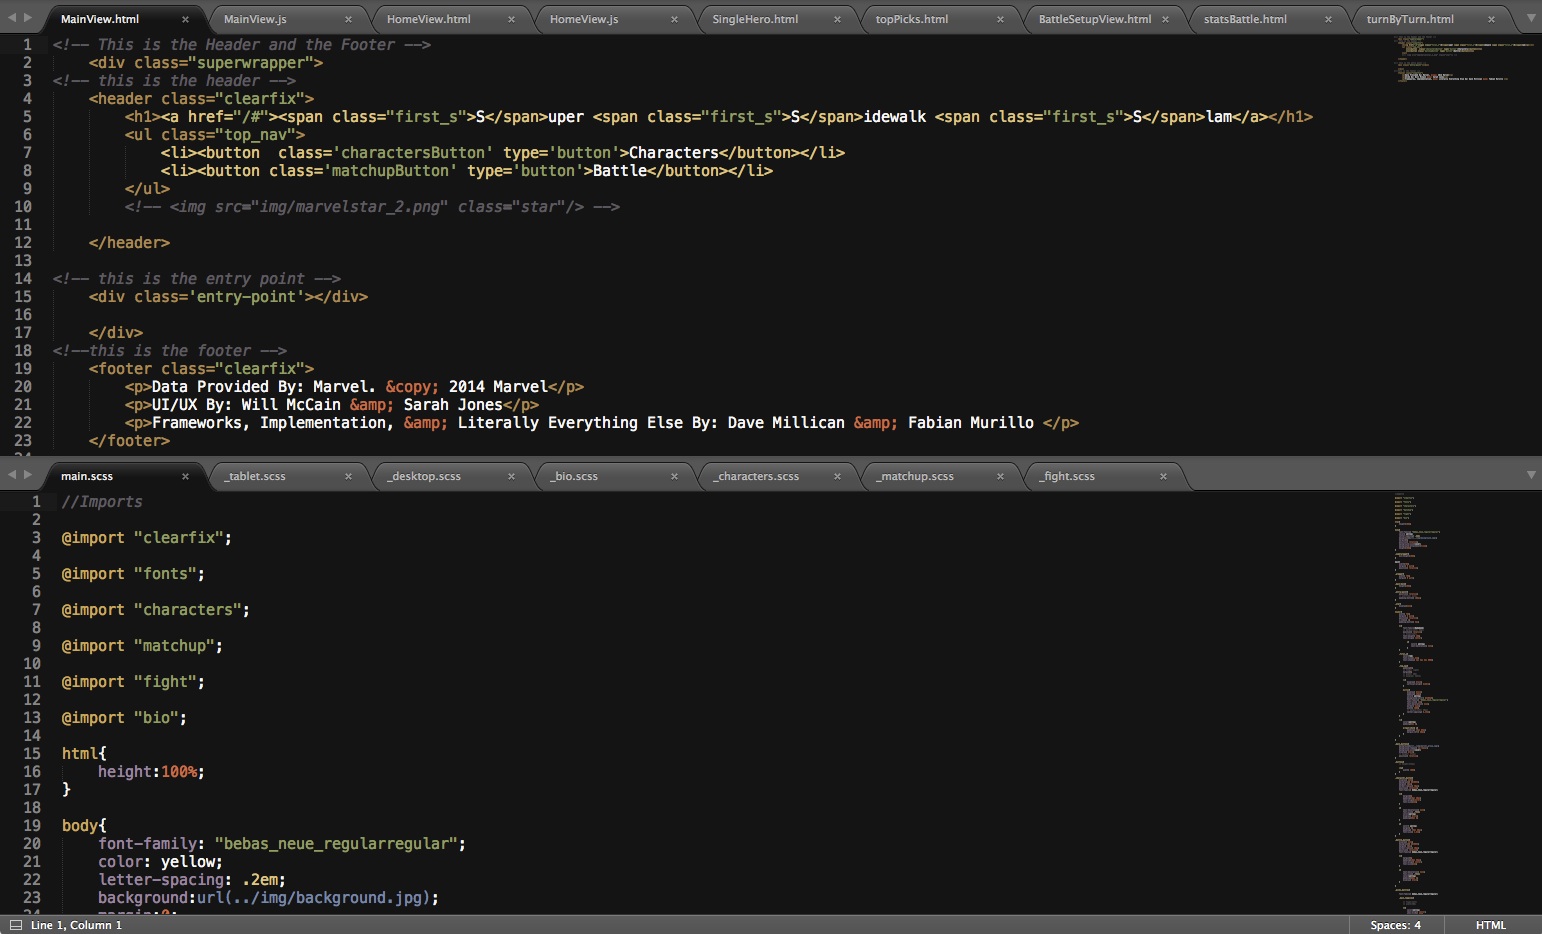 MainView.html × MainView.js × HomeView.html × HomeView.js × SingleHero.html × topPicks.html × BattleSetupView.html × statsBattle.html × turnByTurn.html ×
1 <!-- This is the Header and the Footer -->
2 <div class="superwrapper">
3 <!-- this is the header -->
4 <header class="clearfix">
5 <h1><a href="/#"><span class="first_s">S</span>uper <span class="first_s">S</span>idewalk <span class="first_s">S</span>lam</a></h1>
6 <ul class="top_nav">
7 <li><button  class='charactersButton' type='button'>Characters</button></li>
8 <li><button class='matchupButton' type='button'>Battle</button></li>
9 </ul>
10 <!-- <img src="img/marvelstar_2.png" class="star"/> -->
11
12 </header>
13
14 <!-- this is the entry point -->
15 <div class='entry-point'></div>
16
17 </div>
18 <!--this is the footer -->
19 <footer class="clearfix">
20 <p>Data Provided By: Marvel. &copy; 2014 Marvel</p>
21 <p>UI/UX By: Will McCain &amp; Sarah Jones</p>
22 <p>Frameworks, Implementation, &amp; Literally Everything Else By: Dave Millican &amp; Fabian Murillo </p>
23 </footer>
main.scss × _tablet.scss × _desktop.scss × _bio.scss × _characters.scss × _matchup.scss × _fight.scss ×
1 //Imports
2
3 @import "clearfix";
4
5 @import "fonts";
6
7 @import "characters";
8
9 @import "matchup";
10
11 @import "fight";
12
13 @import "bio";
14
15 html{
16 height:100%;
17 }
18
19 body{
20 font-family: "bebas_neue_regularregular";
21 color: yellow;
22 letter-spacing: .2em;
23 background:url(../img/background.jpg);
Line 1, Column 1 Spaces: 4 HTML